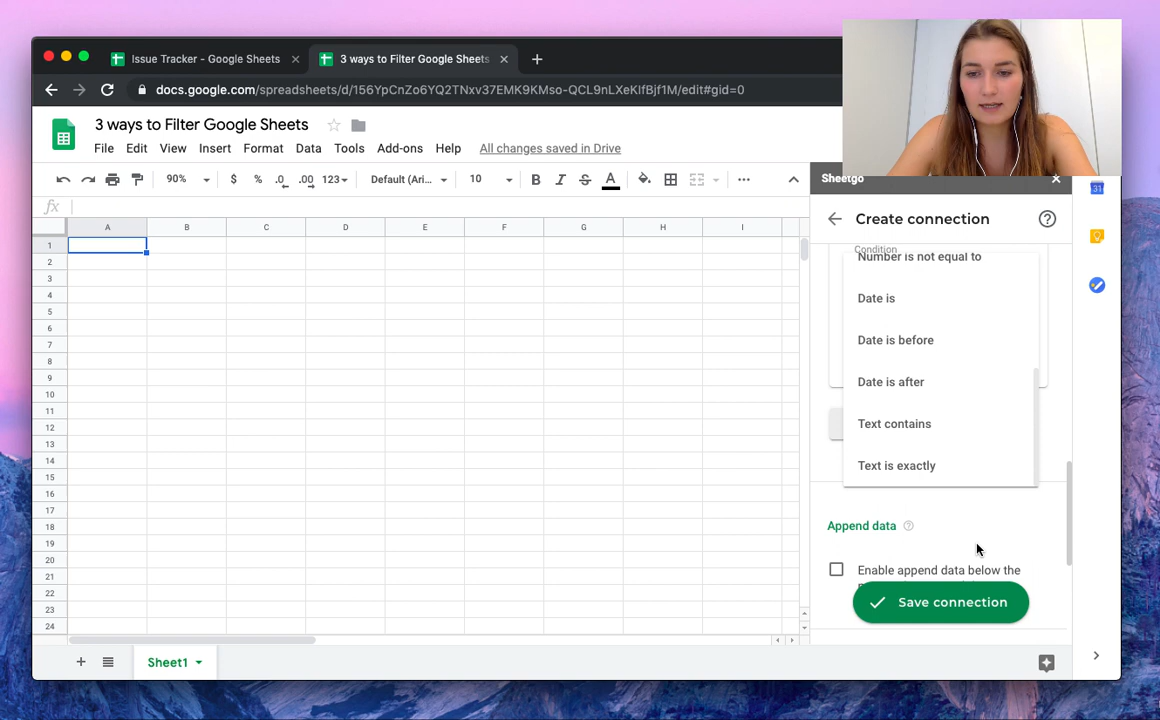 Issue Tracker - Google Sheets
3 ways to Filter Google Sheets
docs.google.com/spreadsheets/d/156YpCnZo6YQ2TNxv37EMK9KMso-QCL9nLXeKIfBjf1M/edit#gid=0
3 ways to Filter Google Sheets
File Edit View Insert Format Data Tools Add-ons Help All changes saved in Drive
90% $ % .0 .00 123 Default (Ari... 10 B I S A
fx
A B C D E F G H I
1
2
3
4
5
6
7
8
9
10
11
12
13
14
15
16
17
18
19
20
21
22
23
24
Sheet1
Sheetgo
31
Create connection
Condition
Number is not equal to
Date is
Date is before
Date is after
Text contains
Text is exactly
Append data
Enable append data below the
Save connection